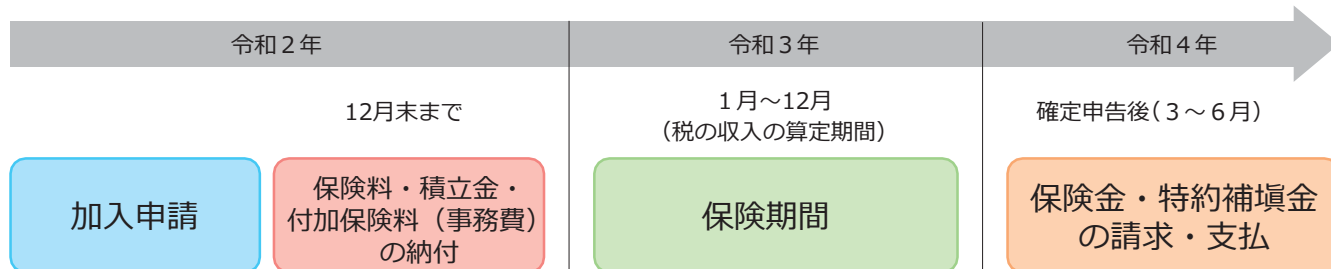 令和２年
令和３年
令和４年
12月末まで
１月～12月
（税の収入の算定期間）
確定申告後（３～６月）
加入申請
保険料・積立金・
付加保険料（事務費）
の納付
保険期間
保険金・特約補塡金
の請求・支払